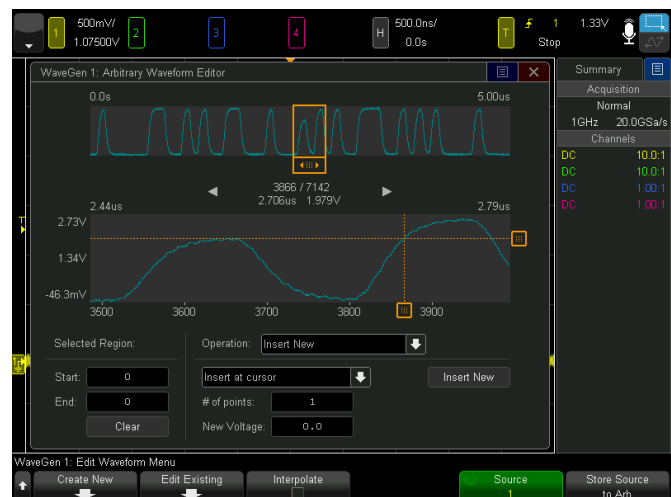 1 500mV/ 1.07500V 2 3 4 H 500.0ns/ 0.0s T 1 1.33V Stop
WaveGen 1: Arbitrary Waveform Editor
Summary
0.0s 5.00us
Acquisition
Normal
1GHz 20.0GSa/s
Channels
DC 10.0:1
DC 10.0:1
DC 1.00:1
DC 1.00:1
3866 / 7142
2.706us 1.979V
2.44us 2.79us
2.73V
1.34V
-46.3mV
3500 3600 3700 3800 3900
Selected Region:
Operation: Insert New
Start: 0
Insert at cursor
Insert New
End: 0
# of points: 1
Clear
New Voltage: 0.0
WaveGen 1: Edit Waveform Menu
Create New
Edit Existing
Interpolate
Source
1
Store Source
to Arb